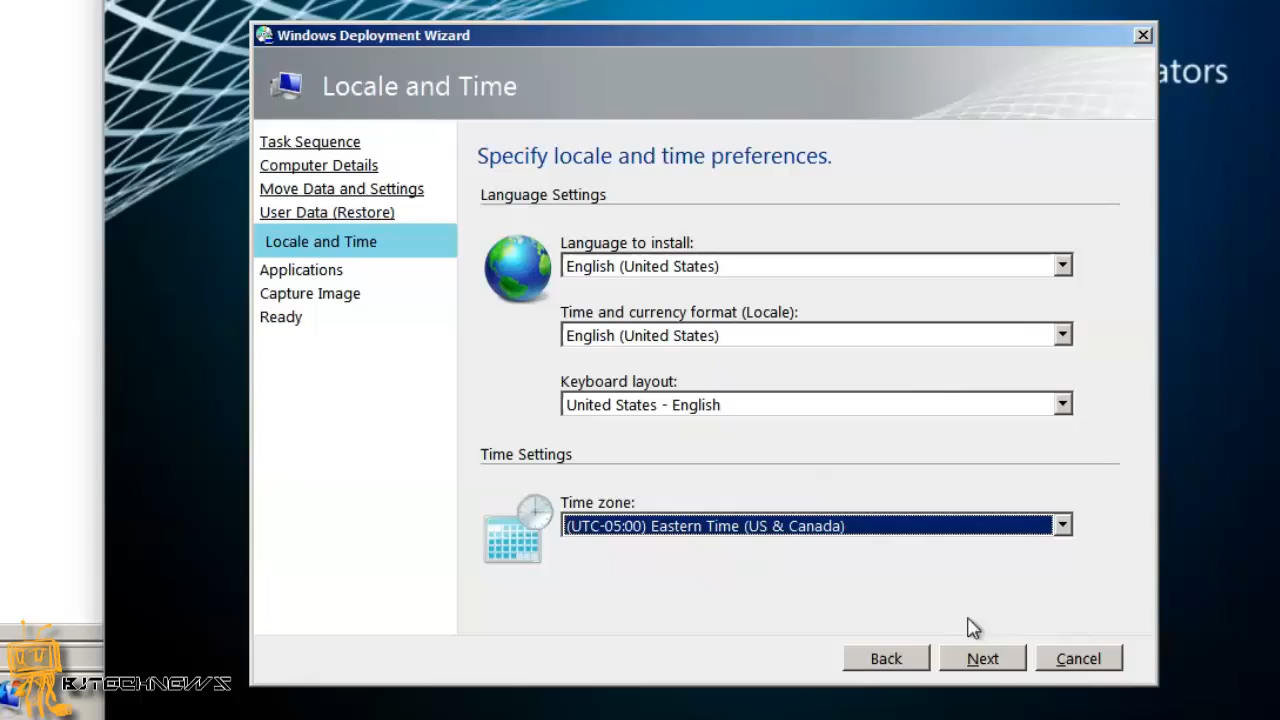 Windows Deployment Wizard
Locale and Time
ators
Task Sequence
Computer Details
Move Data and Settings
User Data (Restore)
Locale and Time
Applications
Capture Image
Ready
Specify locale and time preferences.
Language Settings
Language to install:
English (United States)
Time and currency format (Locale):
English (United States)
Keyboard layout:
United States - English
Time Settings
Time zone:
(UTC-05:00) Eastern Time (US & Canada)
Back
Next
Cancel
BJTECHNEWS